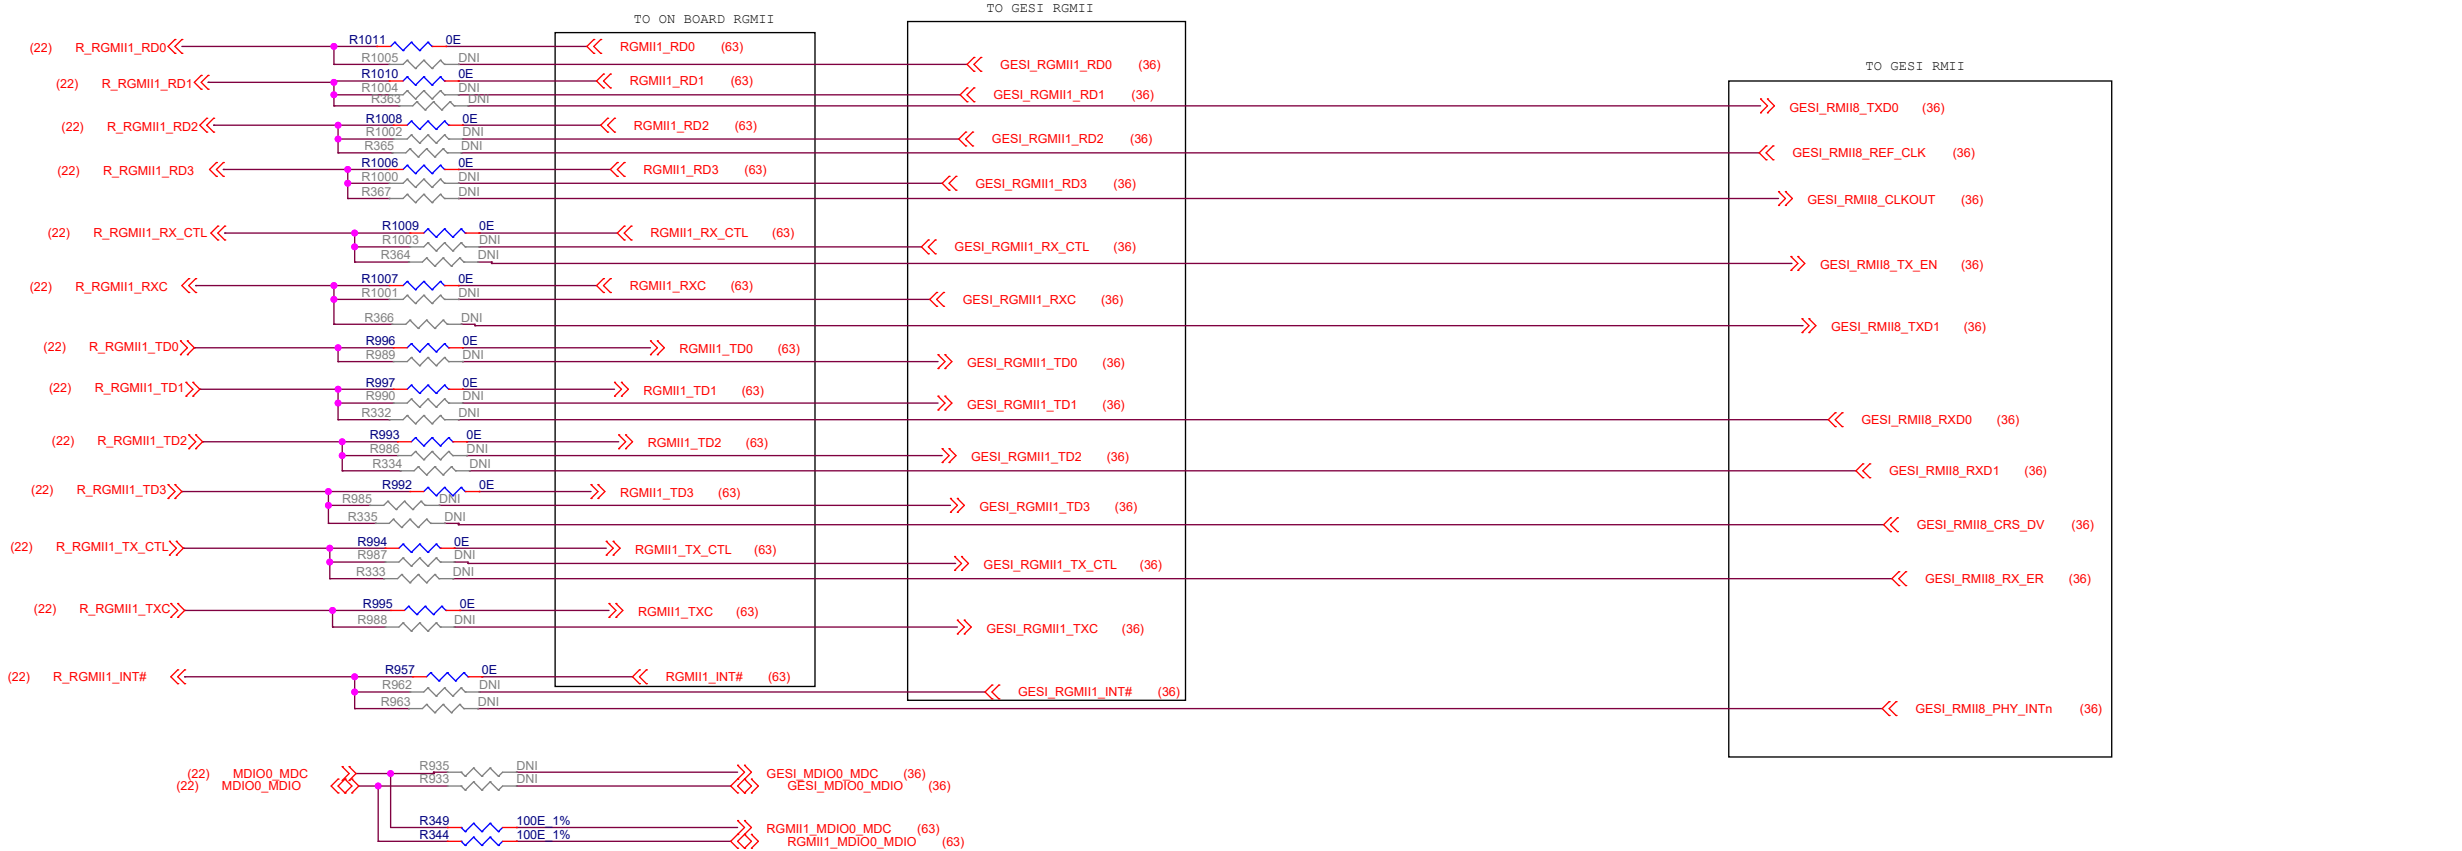 TO ON BOARD RGMII
TO GESI RGMII
TO GESI RMII
(22) R_RGMII1_RD0 R1011 0E RGMII1_RD0 (63)
R1005 DNI GESI_RGMII1_RD0 (36)
(22) R_RGMII1_RD1 R1010 0E RGMII1_RD1 (63)
R1004 DNI GESI_RGMII1_RD1 (36)
R363 DNI GESI_RMII8_TXD0 (36)
(22) R_RGMII1_RD2 R1008 0E RGMII1_RD2 (63)
R1002 DNI GESI_RGMII1_RD2 (36)
R365 DNI GESI_RMII8_REF_CLK (36)
(22) R_RGMII1_RD3 R1006 0E RGMII1_RD3 (63)
R1000 DNI GESI_RGMII1_RD3 (36)
R367 DNI GESI_RMII8_CLKOUT (36)
(22) R_RGMII1_RX_CTL R1009 0E RGMII1_RX_CTL (63)
R1003 DNI GESI_RGMII1_RX_CTL (36)
R364 DNI GESI_RMII8_TX_EN (36)
(22) R_RGMII1_RXC R1007 0E RGMII1_RXC (63)
R1001 DNI GESI_RGMII1_RXC (36)
R366 DNI GESI_RMII8_TXD1 (36)
(22) R_RGMII1_TD0 R996 0E RGMII1_TD0 (63)
R989 DNI GESI_RGMII1_TD0 (36)
(22) R_RGMII1_TD1 R997 0E RGMII1_TD1 (63)
R990 DNI GESI_RGMII1_TD1 (36)
R332 DNI GESI_RMII8_RXD0 (36)
(22) R_RGMII1_TD2 R993 0E RGMII1_TD2 (63)
R986 DNI GESI_RGMII1_TD2 (36)
R334 DNI GESI_RMII8_RXD1 (36)
(22) R_RGMII1_TD3 R992 0E RGMII1_TD3 (63)
R985 DNI GESI_RGMII1_TD3 (36)
R335 DNI GESI_RMII8_CRS_DV (36)
(22) R_RGMII1_TX_CTL R994 0E RGMII1_TX_CTL (63)
R987 DNI GESI_RGMII1_TX_CTL (36)
R333 DNI GESI_RMII8_RX_ER (36)
(22) R_RGMII1_TXC R995 0E RGMII1_TXC (63)
R988 DNI GESI_RGMII1_TXC (36)
(22) R_RGMII1_INT# R957 0E RGMII1_INT# (63)
R962 DNI GESI_RGMII1_INT# (36)
R963 DNI GESI_RMII8_PHY_INTn (36)
(22) MDIO0_MDC R935 DNI GESI_MDIO0_MDC (36)
(22) MDIO0_MDIO R933 DNI GESI_MDIO0_MDIO (36)
R349 100E_1% RGMII1_MDIO0_MDC (63)
R344 100E_1% RGMII1_MDIO0_MDIO (63)